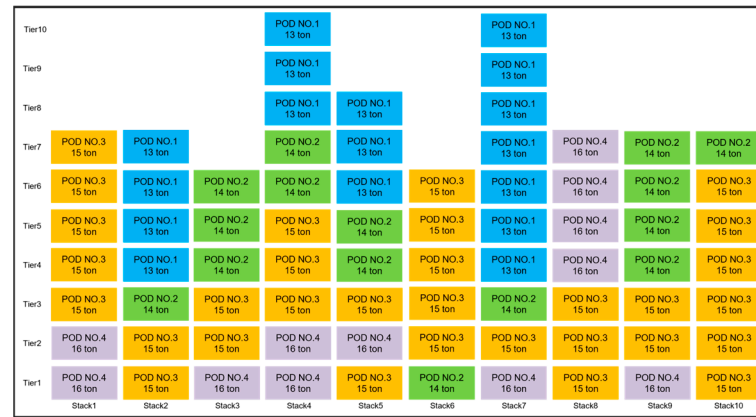 Tier10
POD NO.1
13 ton
POD NO.1
13 ton
Tier9
POD NO.1
13 ton
POD NO.1
13 ton
Tier8
POD NO.1
13 ton
POD NO.1
13 ton
POD NO.1
13 ton
Tier7
POD NO.3
15 ton
POD NO.1
13 ton
POD NO.2
14 ton
POD NO.1
13 ton
POD NO.1
13 ton
POD NO.4
16 ton
POD NO.2
14 ton
POD NO.2
14 ton
Tier6
POD NO.3
15 ton
POD NO.1
13 ton
POD NO.2
14 ton
POD NO.2
14 ton
POD NO.1
13 ton
POD NO.3
15 ton
POD NO.1
13 ton
POD NO.4
16 ton
POD NO.2
14 ton
POD NO.3
15 ton
Tier5
POD NO.3
15 ton
POD NO.1
13 ton
POD NO.2
14 ton
POD NO.3
15 ton
POD NO.2
14 ton
POD NO.3
15 ton
POD NO.1
13 ton
POD NO.4
16 ton
POD NO.2
14 ton
POD NO.3
15 ton
Tier4
POD NO.3
15 ton
POD NO.1
13 ton
POD NO.2
14 ton
POD NO.3
15 ton
POD NO.2
14 ton
POD NO.3
15 ton
POD NO.1
13 ton
POD NO.4
16 ton
POD NO.2
14 ton
POD NO.3
15 ton
Tier3
POD NO.3
15 ton
POD NO.2
14 ton
POD NO.3
15 ton
POD NO.3
15 ton
POD NO.3
15 ton
POD NO.3
15 ton
POD NO.2
14 ton
POD NO.3
15 ton
POD NO.3
15 ton
POD NO.3
15 ton
Tier2
POD NO.4
16 ton
POD NO.3
15 ton
POD NO.3
15 ton
POD NO.4
16 ton
POD NO.4
16 ton
POD NO.3
15 ton
POD NO.3
15 ton
POD NO.3
15 ton
POD NO.3
15 ton
POD NO.3
15 ton
Tier1
POD NO.4
16 ton
POD NO.3
15 ton
POD NO.4
16 ton
POD NO.4
16 ton
POD NO.3
15 ton
POD NO.2
14 ton
POD NO.4
16 ton
POD NO.3
15 ton
POD NO.4
16 ton
POD NO.3
15 ton
Stack1
Stack2
Stack3
Stack4
Stack5
Stack6
Stack7
Stack8
Stack9
Stack10